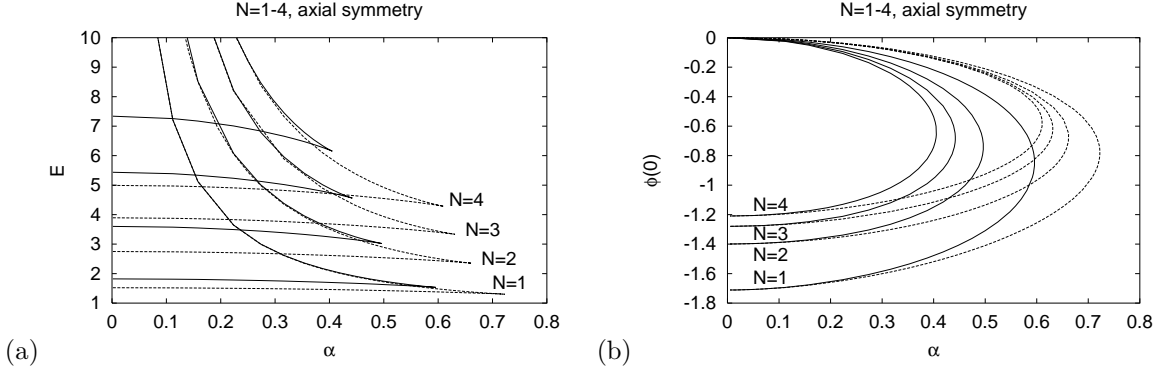 N=1-4, axial symmetry
10
9
8
7
6
5
4
3
2
1
E
N=4
N=3
N=2
N=1
0 0.1 0.2 0.3 0.4 0.5 0.6 0.7 0.8
α
(a)
N=1-4, axial symmetry
0
-0.2
-0.4
-0.6
-0.8
-1
-1.2
-1.4
-1.6
-1.8
ϕ(0)
N=4
N=3
N=2
N=1
0 0.1 0.2 0.3 0.4 0.5 0.6 0.7 0.8
α
(b)